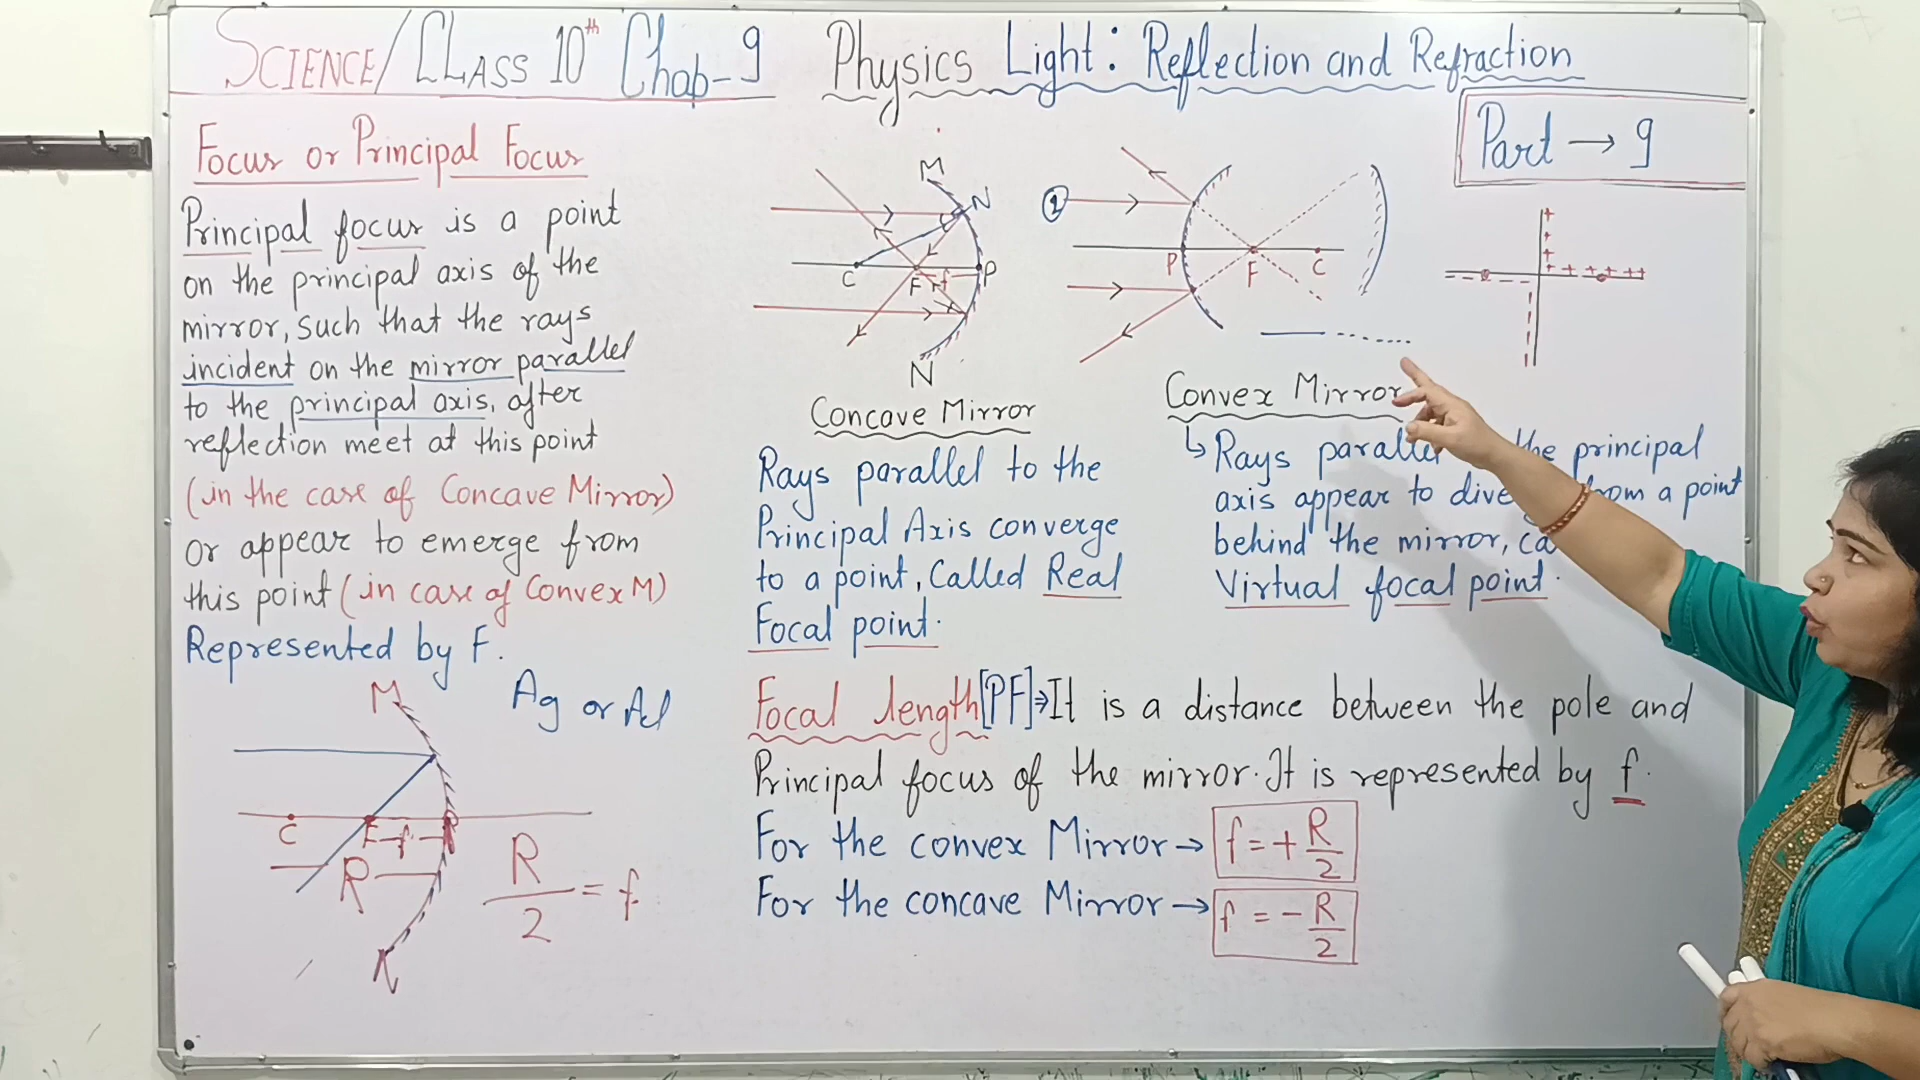 SCIENCE/CLASS 10th Chap-9 Physics Light: Reflection and Refraction
Part → 9
Focus or Principal Focus
Principal focus is a point
on the principal axis of the
mirror, such that the rays
incident on the mirror parallel
to the principal axis, after
reflection meet at this point
(in the case of Concave Mirror)
or appear to emerge from
this point (in case of Convex M)
Represented by F.
Ag or Al
M
C F f
R
R/2 = f
M
N
C F f P
N
Concave Mirror
Rays parallel to the
Principal Axis converge
to a point, Called Real
Focal point.
P F C
Convex Mirror
↳ Rays parallel the principal
axis appear to from a point
behind the mirror,
Virtual focal point.
+
+
+
+ + + + + +
Focal length [PF] ⇒ It is a distance between the pole and
Principal focus of the mirror. It is represented by f.
For the convex Mirror → f = + R/2
For the concave Mirror → f = - R/2